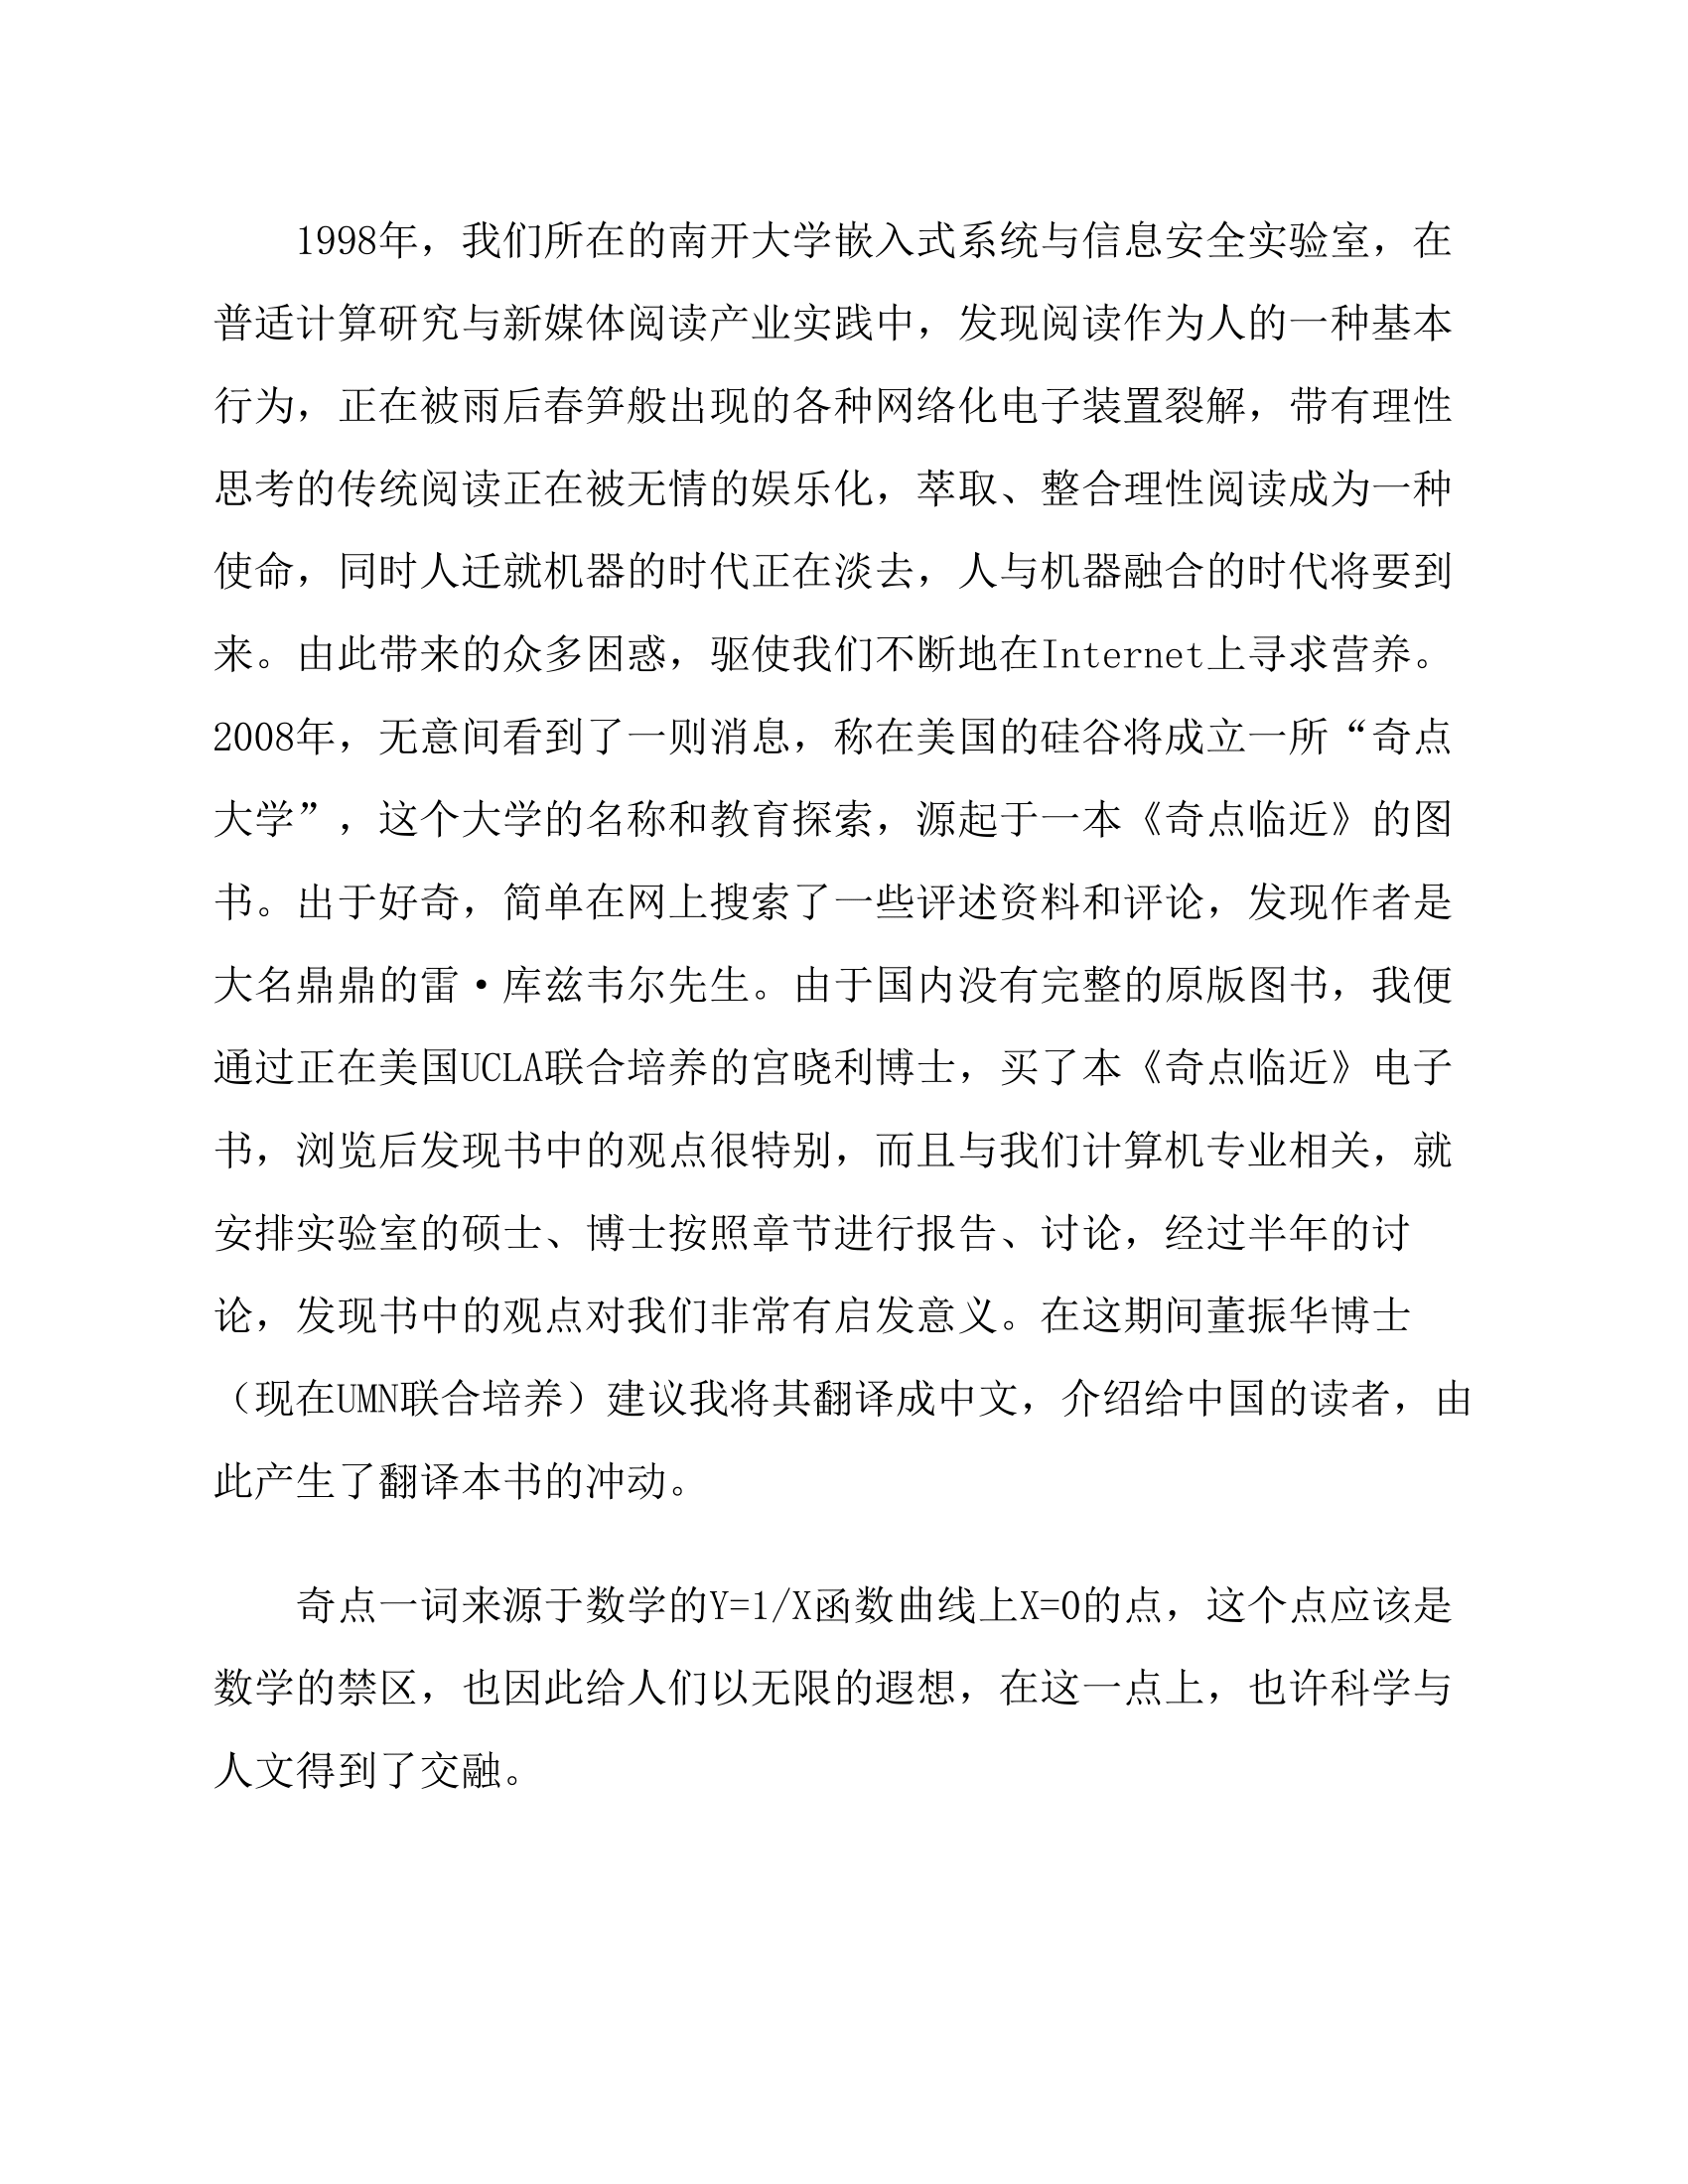 1998年，我们所在的南开大学嵌入式系统与信息安全实验室，在
普适计算研究与新媒体阅读产业实践中，发现阅读作为人的一种基本
行为，正在被雨后春笋般出现的各种网络化电子装置裂解，带有理性
思考的传统阅读正在被无情的娱乐化，萃取、整合理性阅读成为一种
使命，同时人迁就机器的时代正在淡去，人与机器融合的时代将要到
来。由此带来的众多困惑，驱使我们不断地在Internet上寻求营养。
2008年，无意间看到了一则消息，称在美国的硅谷将成立一所“奇点
大学”，这个大学的名称和教育探索，源起于一本《奇点临近》的图
书。出于好奇，简单在网上搜索了一些评述资料和评论，发现作者是
大名鼎鼎的雷·库兹韦尔先生。由于国内没有完整的原版图书，我便
通过正在美国UCLA联合培养的宫晓利博士，买了本《奇点临近》电子
书，浏览后发现书中的观点很特别，而且与我们计算机专业相关，就
安排实验室的硕士、博士按照章节进行报告、讨论，经过半年的讨
论，发现书中的观点对我们非常有启发意义。在这期间董振华博士
（现在UMN联合培养）建议我将其翻译成中文，介绍给中国的读者，由
此产生了翻译本书的冲动。
奇点一词来源于数学的Y=1/X函数曲线上X=0的点，这个点应该是
数学的禁区，也因此给人们以无限的遐想，在这一点上，也许科学与
人文得到了交融。